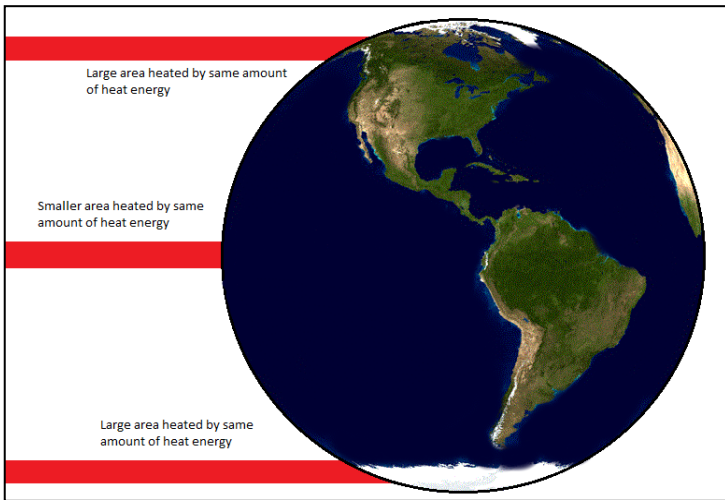 Large area heated by same amount
of heat energy
Smaller area heated by same
amount of heat energy
Large area heated by same
amount of heat energy